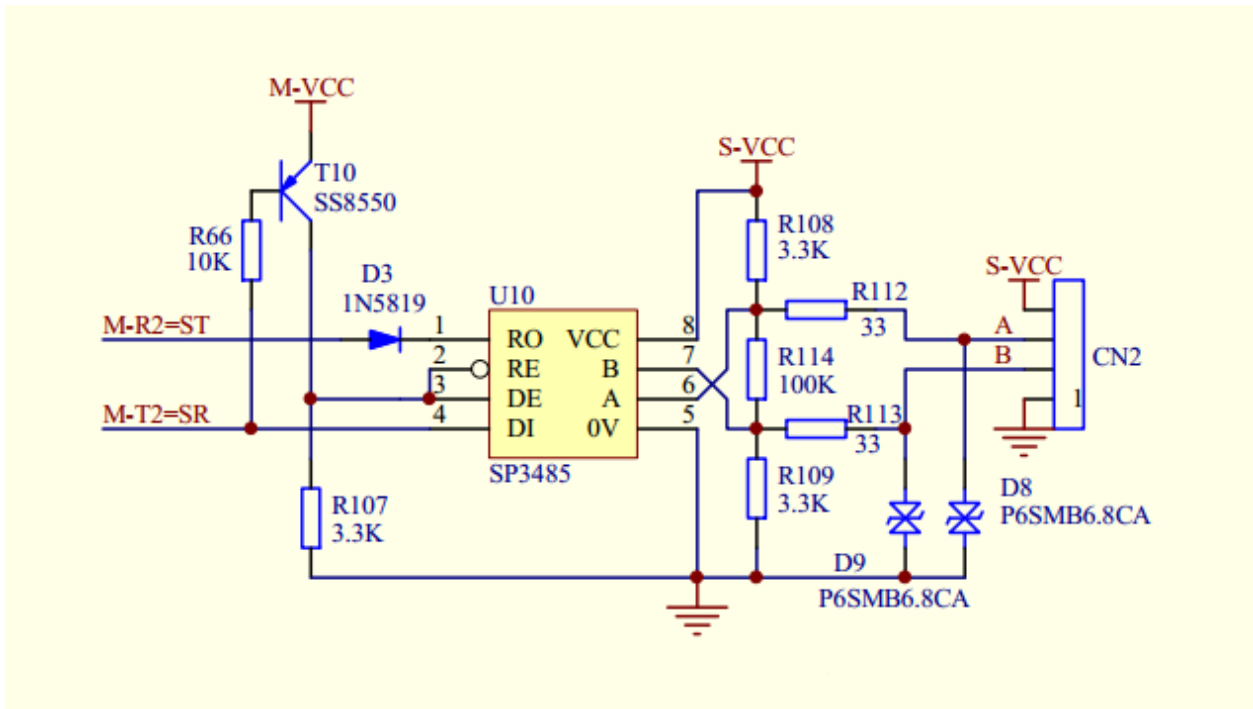 M-VCC
T10
SS8550
S-VCC
R66
10K
R108
3.3K
D3
1N5819
U10
S-VCC
R112
33
M-R2=ST
1
RO
VCC
8
A
2
RE
B
7
R114
100K
B
CN2
3
DE
A
6
M-T2=SR
4
DI
0V
5
R113
33
1
SP3485
R109
3.3K
R107
3.3K
D8
P6SMB6.8CA
D9
P6SMB6.8CA